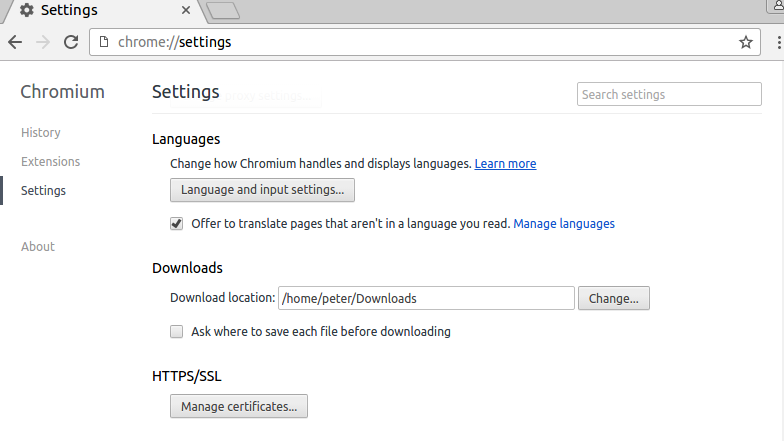 Settings
chrome://settings
Chromium
Settings
Search settings
History
Extensions
Settings
About
Languages
Change how Chromium handles and displays languages. Learn more
Language and input settings...
Offer to translate pages that aren't in a language you read. Manage languages
Downloads
Download location: /home/peter/Downloads Change...
Ask where to save each file before downloading
HTTPS/SSL
Manage certificates...